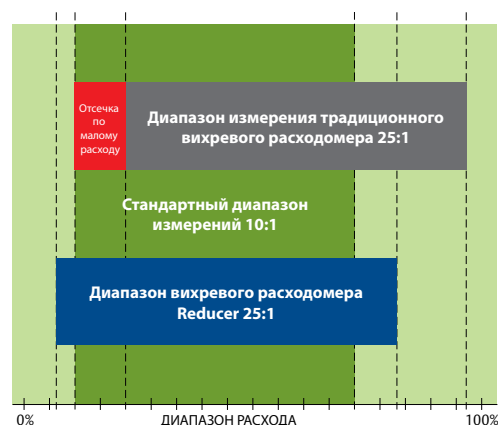 Отсечка
по
малому
расходу
Диапазон измерения традиционного
вихревого расходомера 25:1
Стандартный диапазон
измерений 10:1
Диапазон вихревого расходомера
Reducer 25:1
0% ДИАПАЗОН РАСХОДА 100%